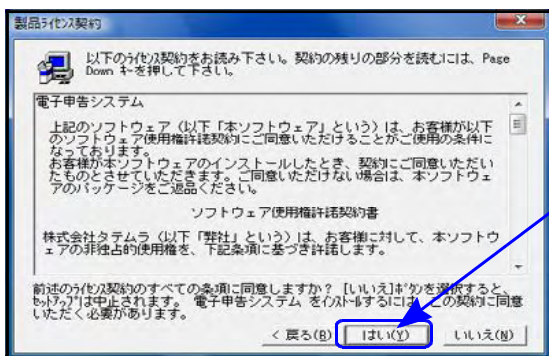 製品ﾗｲｾﾝｽ契約
以下のﾗｲｾﾝｽ契約をお読み下さい。契約の残りの部分を読むには、Page
Down ｷｰを押して下さい。
電子申告システム
上記のソフトウェア（以下「本ソフトウェア」という）は、お客様が以下
のソフトウェア使用権許諾契約にご同意いただけることがご使用の条件に
なっております。
お客様が本ソフトウェアのインストールしたとき、契約にご同意いただい
たものとさせていただきます。ご同意いただけない場合は、本ソフトウェ
アのパッケージをご返品ください。
ソフトウェア使用権許諾契約書
株式会社タテムラ（以下「弊社」という）は、お客様に対して、本ソフトウ
ェアの非独占的使用権を、下記条項に基づき許諾します。
前述のﾗｲｾﾝｽ契約のすべての条項に同意しますか？ [いいえ]ﾎﾞﾀﾝを選択すると、
ｾｯﾄｱｯﾌﾟは中止されます。 電子申告システム をｲﾝｽﾄｰﾙするには、この契約に同意
いただく必要があります。
< 戻る(B) はい(Y) いいえ(N)